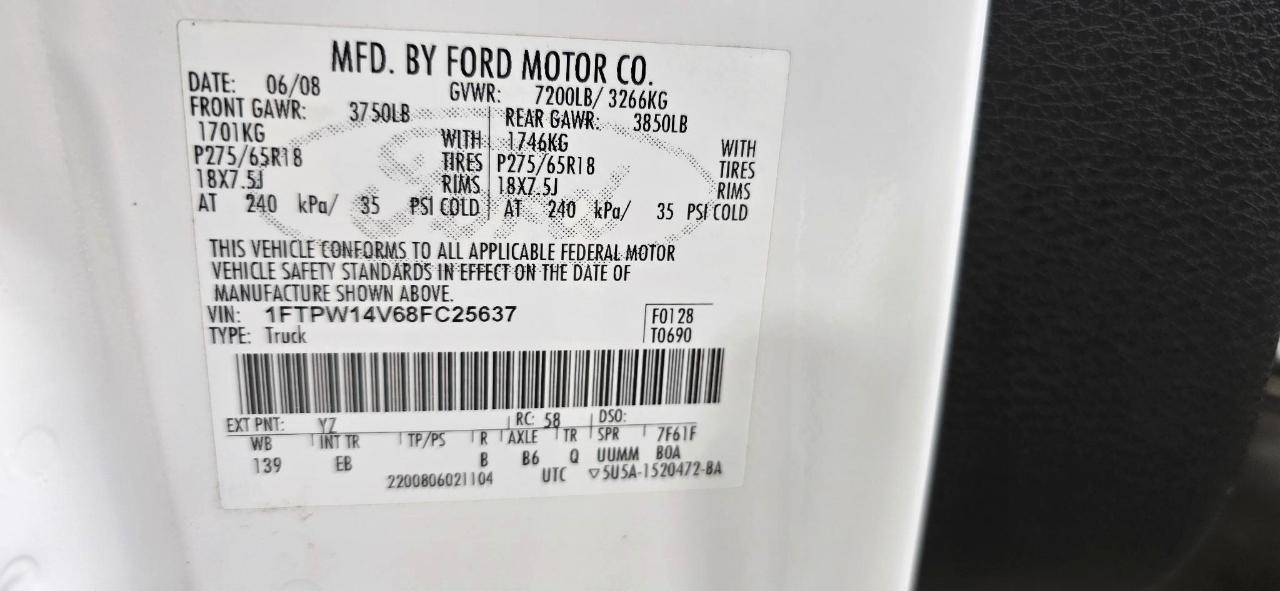 MFD. BY FORD MOTOR CO.
DATE: 06/08 GVWR: 7200LB/ 3266KG
FRONT GAWR: 3750LB REAR GAWR: 3850LB
1701KG WITH 1746KG WITH
P275/65R18 TIRES P275/65R18 TIRES
18X7.5J RIMS 18X7.5J RIMS
AT 240 kPa/ 35 PSI COLD AT 240 kPa/ 35 PSI COLD
THIS VEHICLE CONFORMS TO ALL APPLICABLE FEDERAL MOTOR
VEHICLE SAFETY STANDARDS IN EFFECT ON THE DATE OF
MANUFACTURE SHOWN ABOVE.
VIN: 1FTPW14V68FC25637 F0128
TYPE: Truck T0690
EXT PNT: YZ RC: 58 DSO:
WB INT TR TP/PS R AXLE TR SPR 7F61F
139 EB B B6 Q UUMM BOA
2200806021104 UTC ▽5U5A-1520472-BA